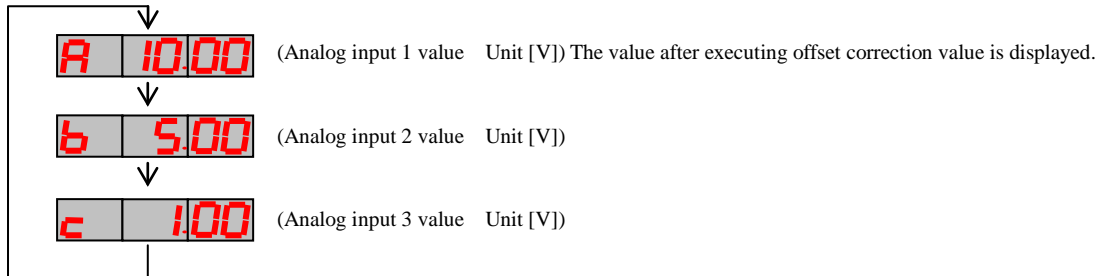 A 10.00 (Analog input 1 value Unit [V]) The value after executing offset correction value is displayed.
b 5.00 (Analog input 2 value Unit [V])
c 1.00 (Analog input 3 value Unit [V])